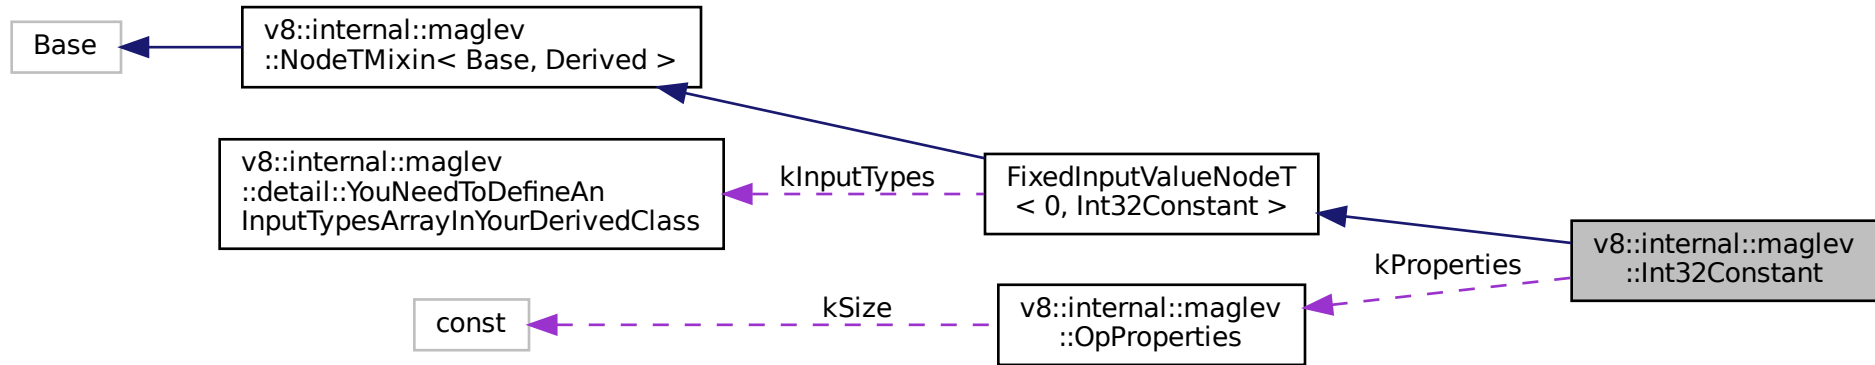 Base
v8::internal::maglev
::NodeTMixin< Base, Derived >
v8::internal::maglev
::detail::YouNeedToDefineAn
InputTypesArrayInYourDerivedClass
kInputTypes
FixedInputValueNodeT
< 0, Int32Constant >
v8::internal::maglev
::Int32Constant
kProperties
const
kSize
v8::internal::maglev
::OpProperties